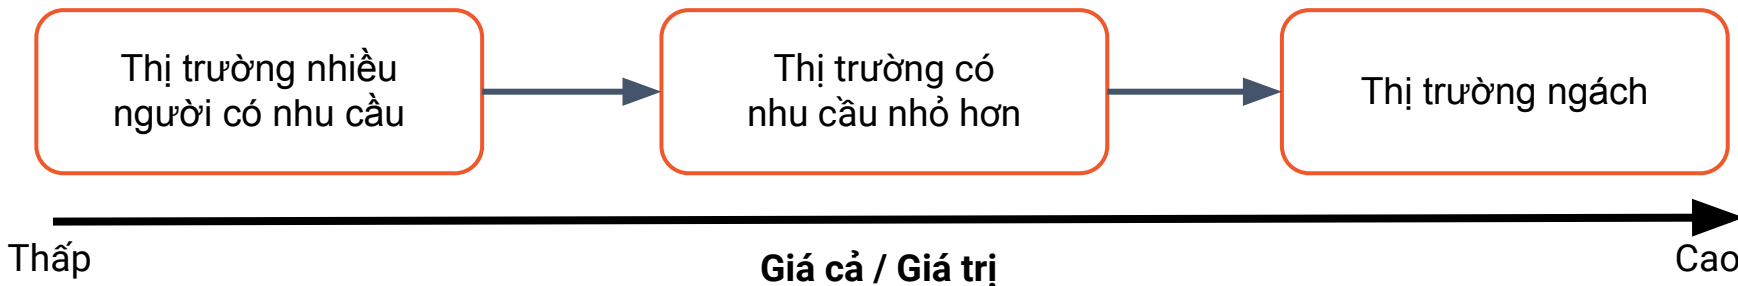 Thị trường nhiều
người có nhu cầu
Thị trường có
nhu cầu nhỏ hơn
Thị trường ngách
Thấp
Giá cả / Giá trị
Cao